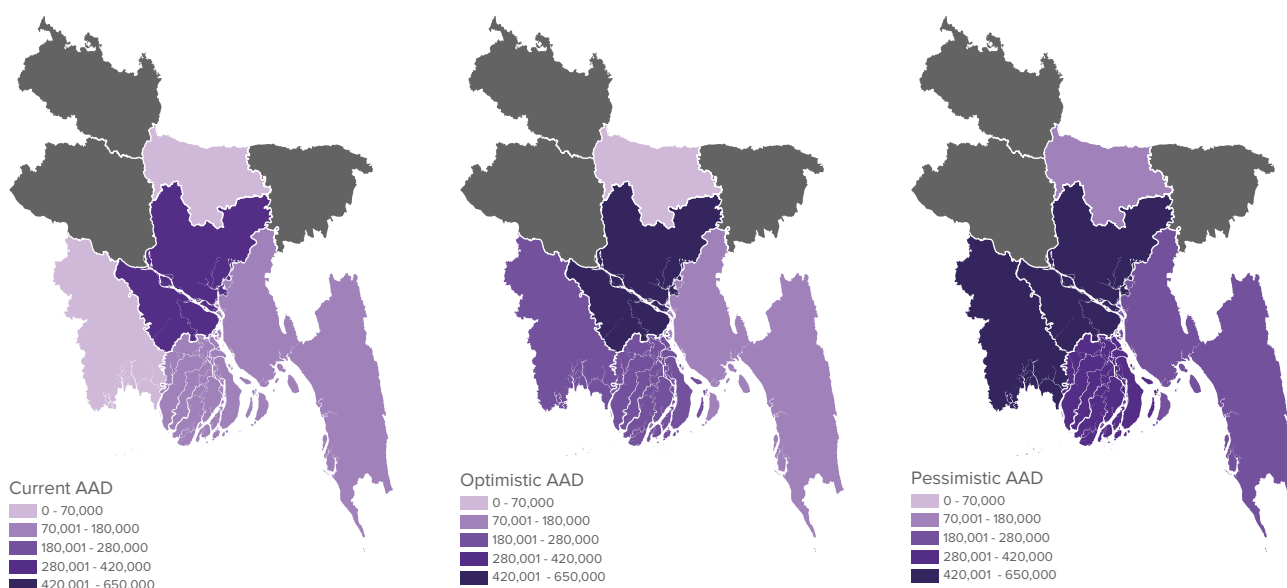 Current AAD
0 - 70,000
70,001 - 180,000
180,001 - 280,000
280,001 - 420,000
420,001 - 650,000
Optimistic AAD
0 - 70,000
70,001 - 180,000
180,001 - 280,000
280,001 - 420,000
420,001 - 650,000
Pessimistic AAD
0 - 70,000
70,001 - 180,000
180,001 - 280,000
280,001 - 420,000
420,001 - 650,000